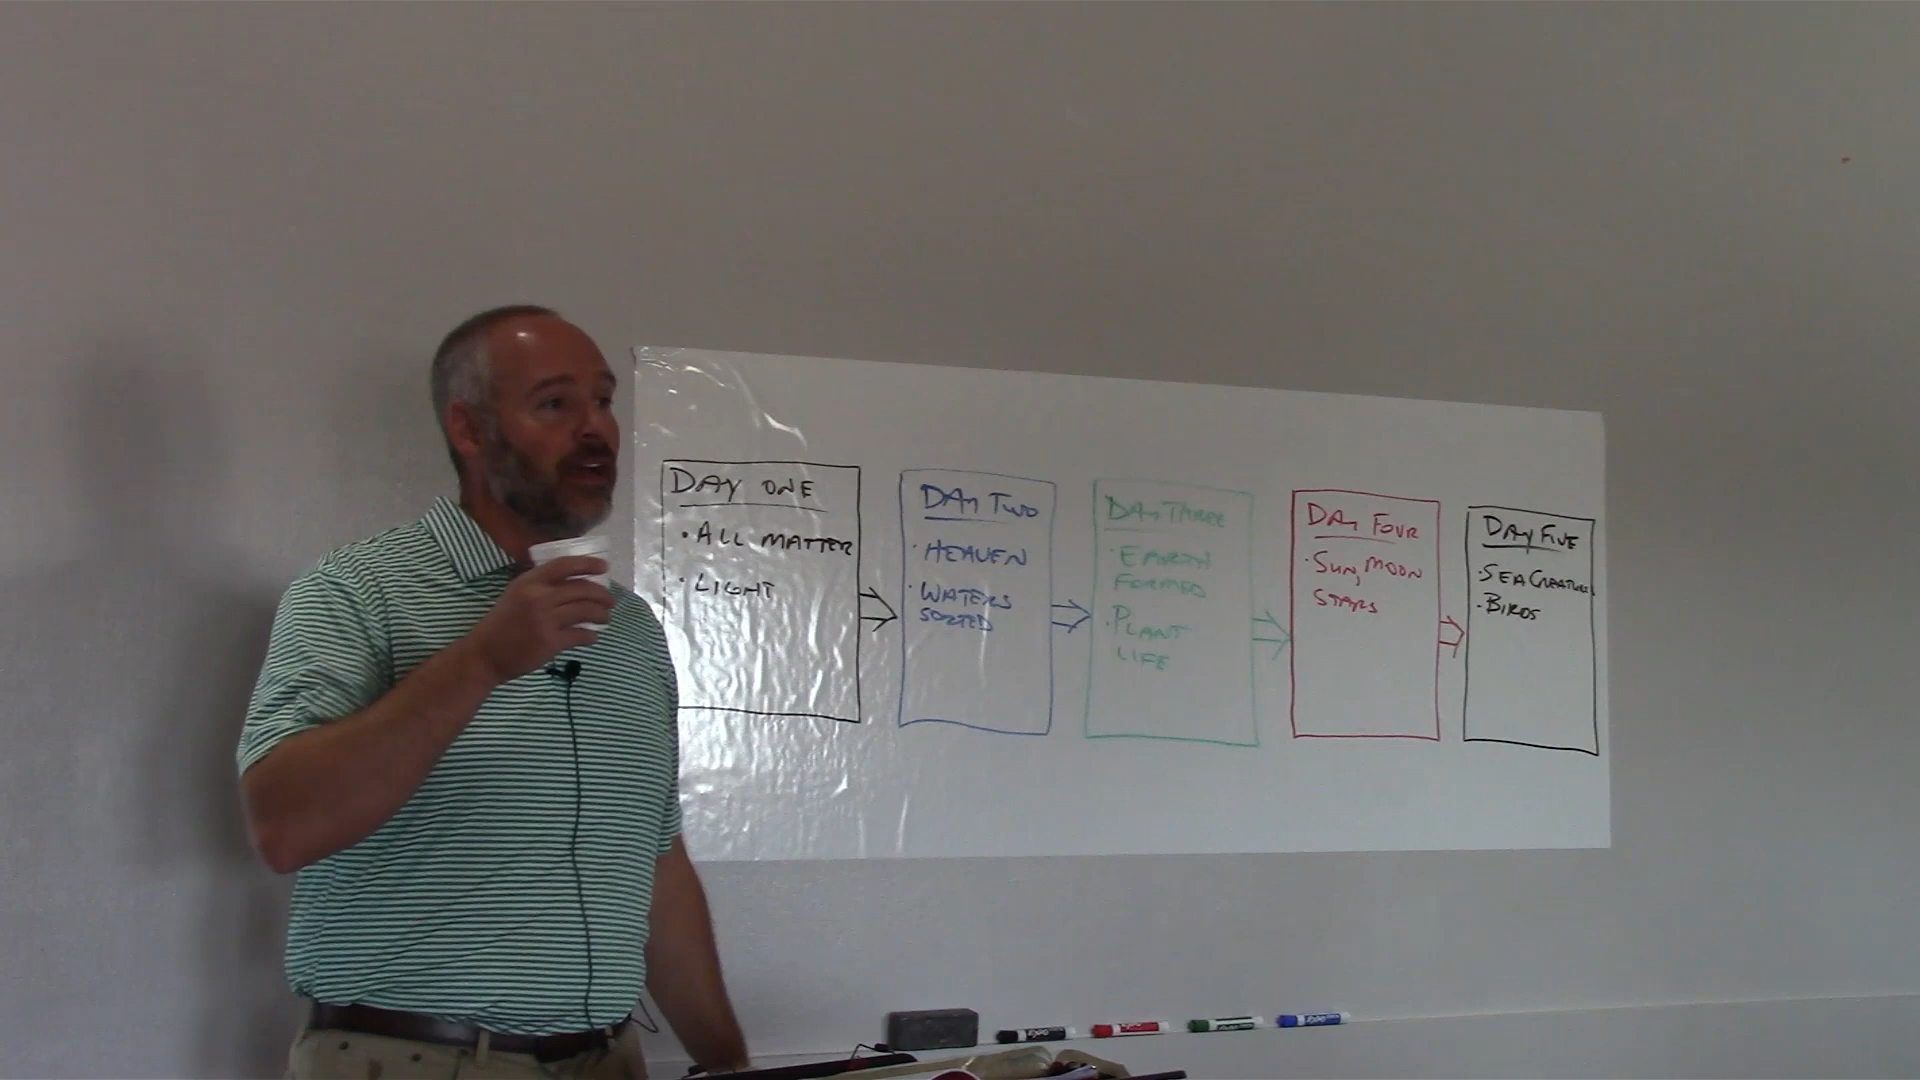 DAY ONE
· ALL MATTER
· LIGHT
DAY TWO
· HEAVEN
· WATERS
SORTED
DAY THREE
· EARTH
FORMED
· PLANT
LIFE
DAY FOUR
· SUN, MOON
STARS
DAY FIVE
· SEA CREATURES
· BIRDS